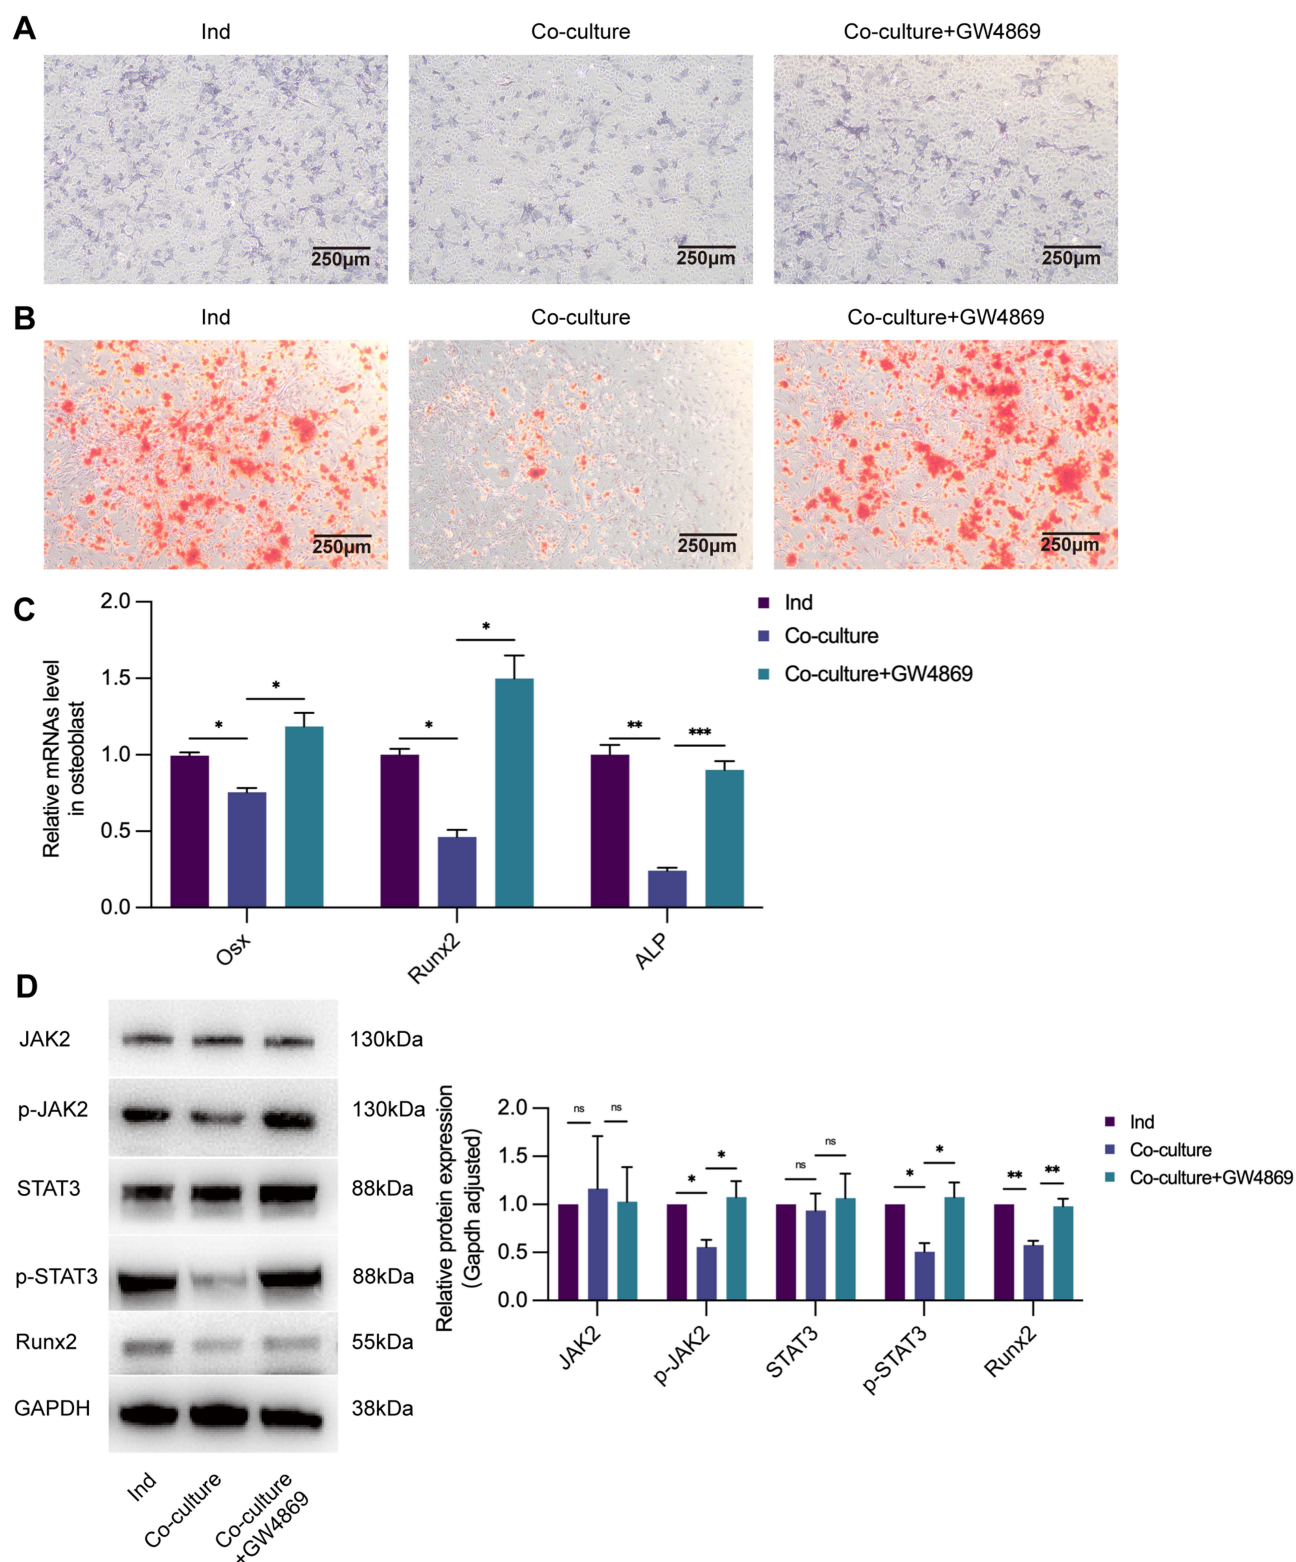 A
Ind
Co-culture
Co-culture+GW4869
250μm
250μm
250μm
B
Ind
Co-culture
Co-culture+GW4869
250μm
250μm
250μm
C
Relative mRNAs level
in osteoblast
2.0
1.5
1.0
0.5
0.0
*
*
*
*
**
***
Osx
Runx2
ALP
Ind
Co-culture
Co-culture+GW4869
D
JAK2
130kDa
p-JAK2
130kDa
STAT3
88kDa
p-STAT3
88kDa
Runx2
55kDa
GAPDH
38kDa
Ind
Co-culture
Co-culture
+GW4869
Relative protein expression
(Gapdh adjusted)
2.0
1.5
1.0
0.5
0.0
ns
ns
*
*
ns
ns
*
*
**
**
JAK2
p-JAK2
STAT3
p-STAT3
Runx2
Ind
Co-culture
Co-culture+GW4869